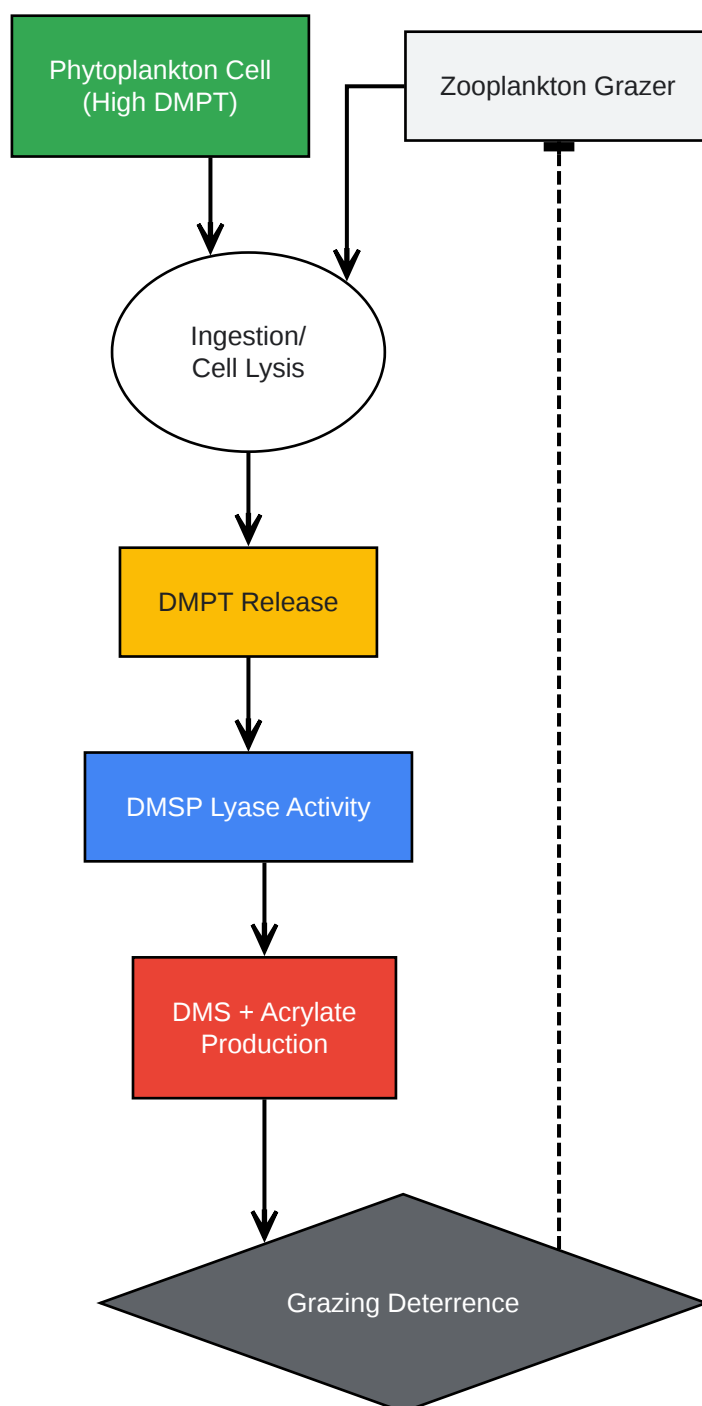 Phytoplankton Cell
(High DMPT)
Zooplankton Grazer
Ingestion/
Cell Lysis
DMPT Release
DMSP Lyase Activity
DMS + Acrylate
Production
Grazing Deterrence